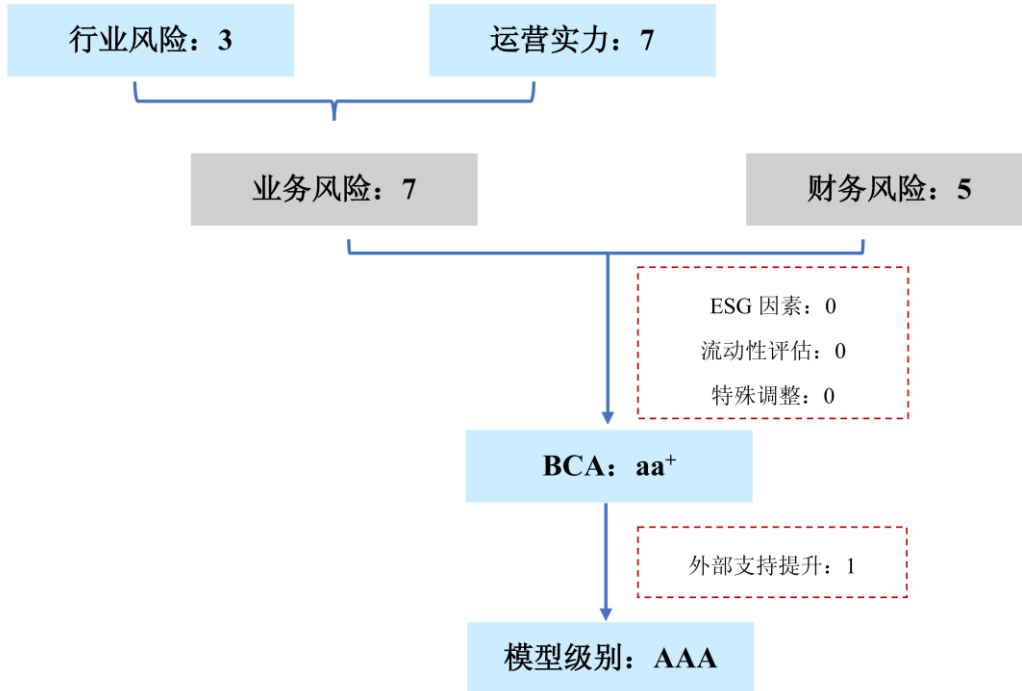 行业风险：3
运营实力：7
业务风险：7
财务风险：5
ESG 因素：0
流动性评估：0
特殊调整：0
BCA：aa⁺
外部支持提升：1
模型级别：AAA